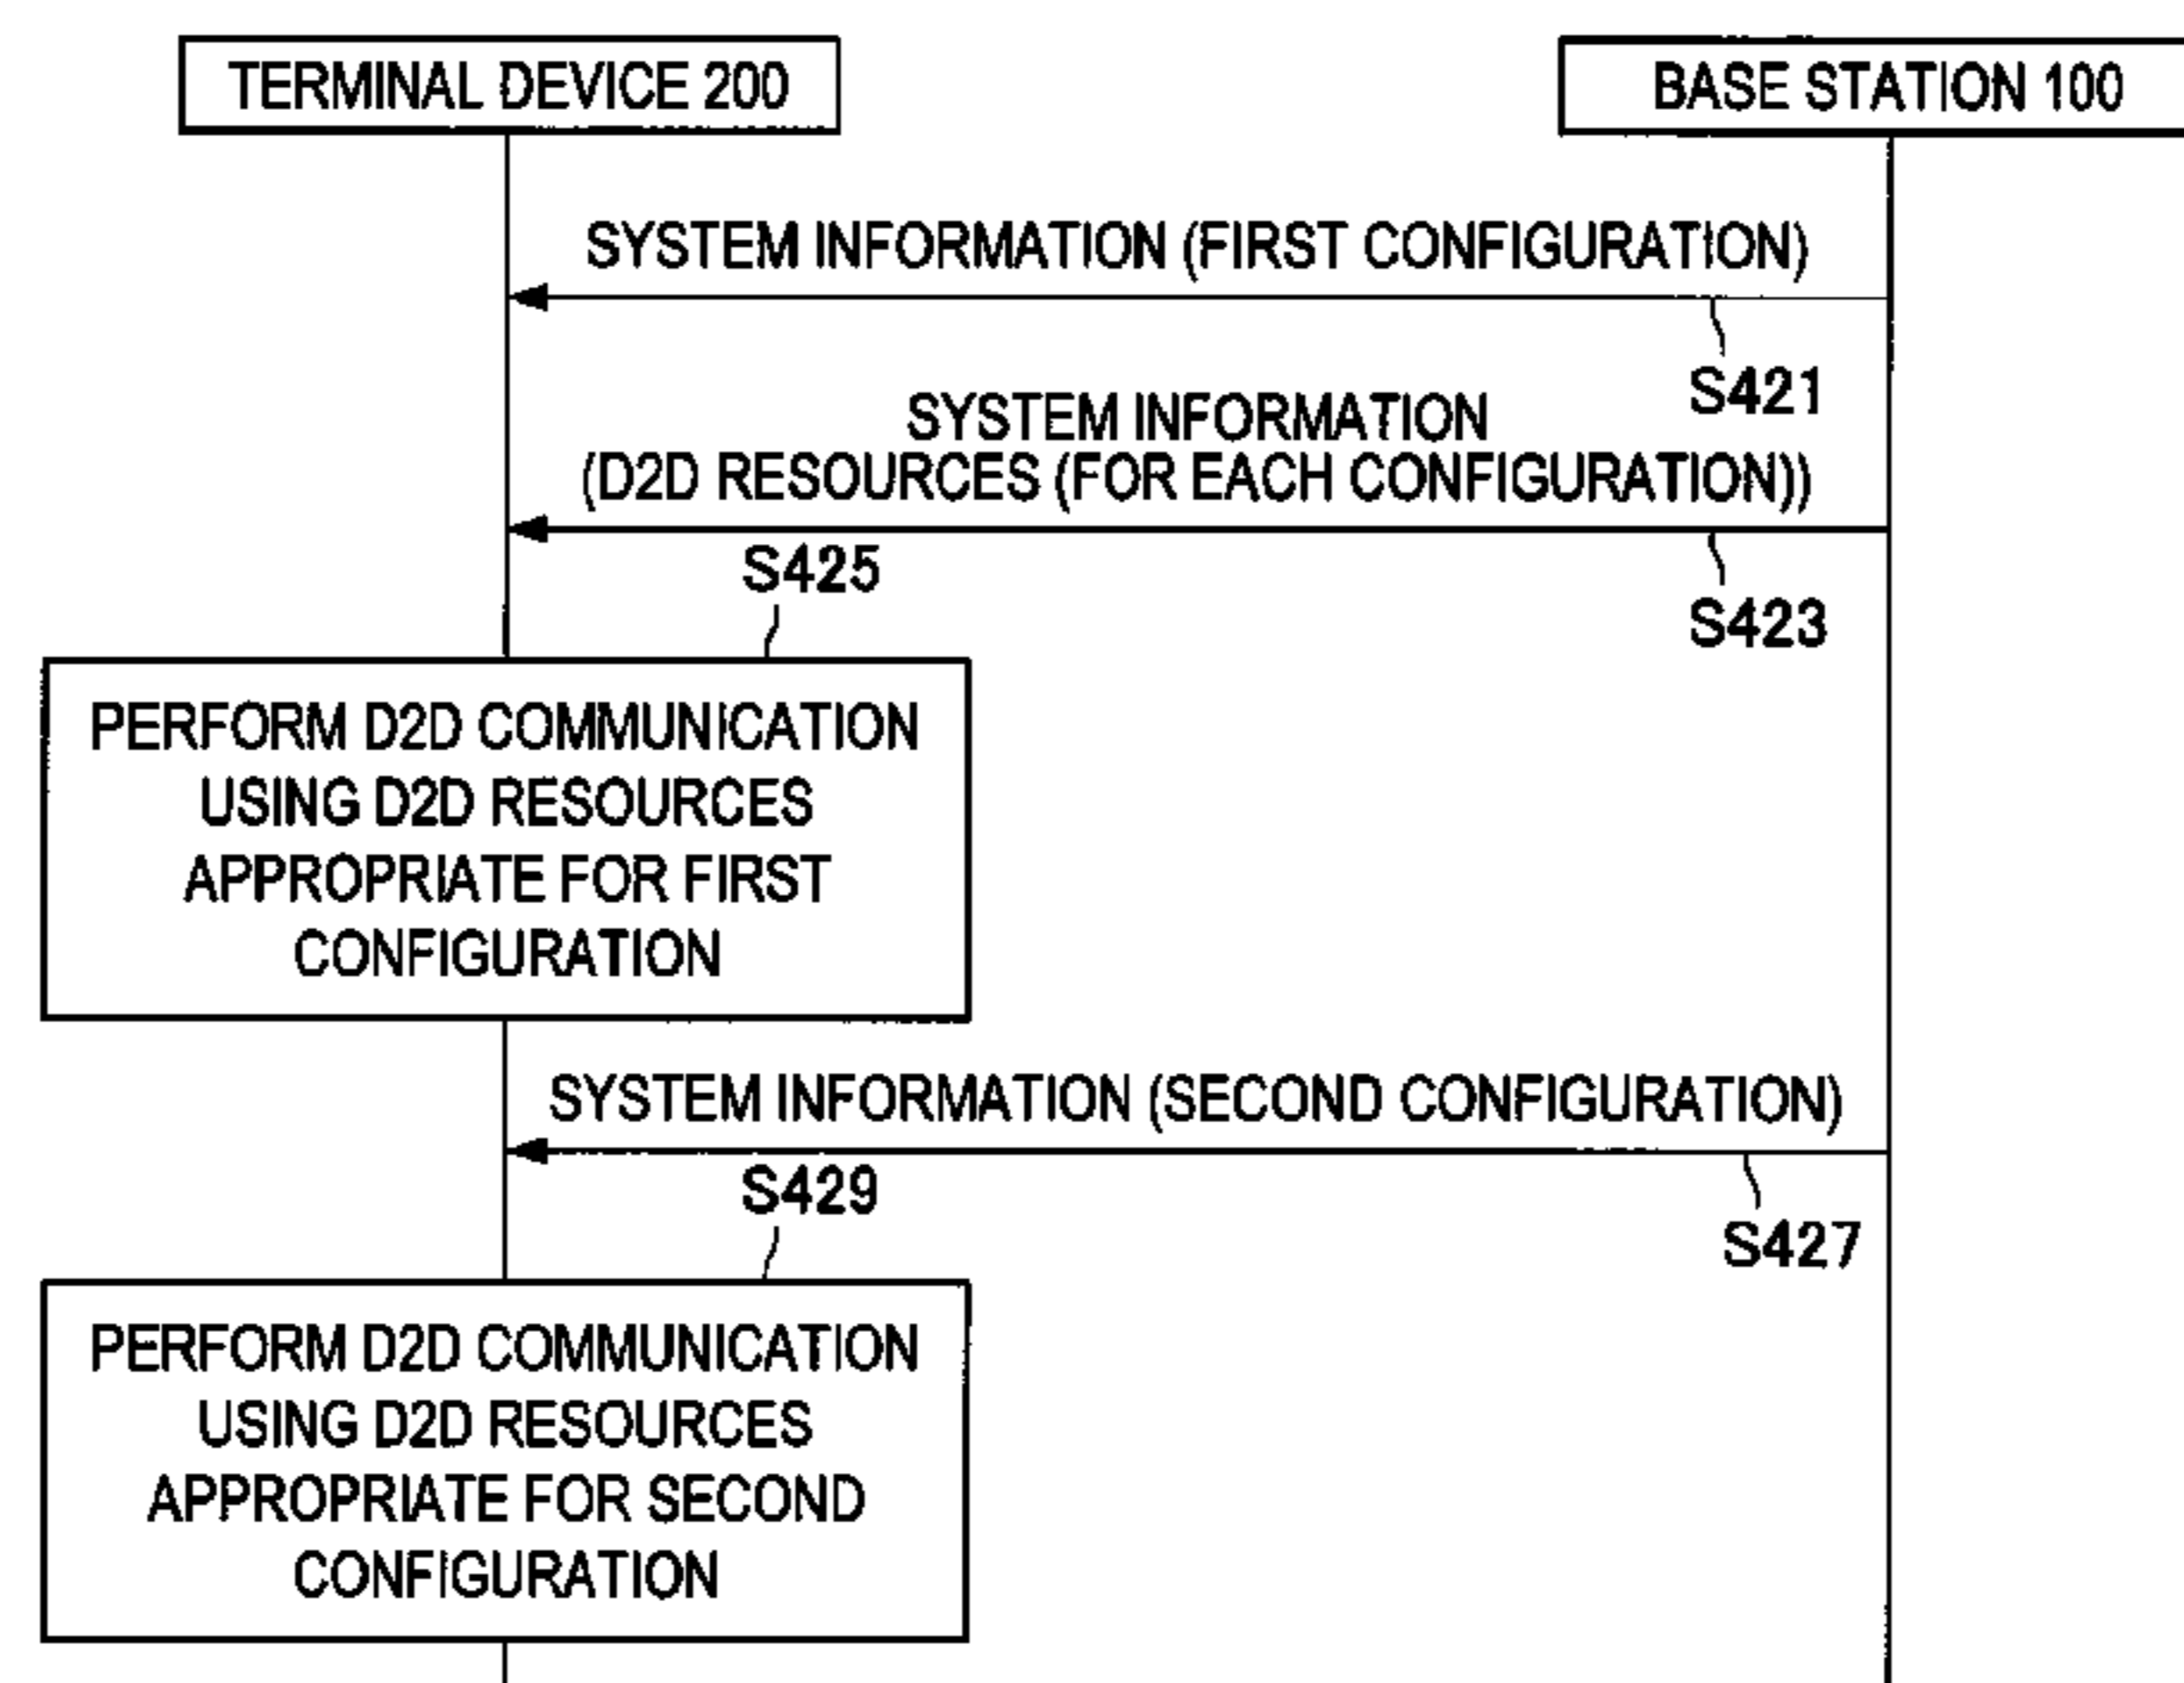 TERMINAL DEVICE 200
BASE STATION 100
SYSTEM INFORMATION (FIRST CONFIGURATION)
S421
SYSTEM INFORMATION
(D2D RESOURCES (FOR EACH CONFIGURATION))
S423
S425
PERFORM D2D COMMUNICATION
USING D2D RESOURCES
APPROPRIATE FOR FIRST
CONFIGURATION
SYSTEM INFORMATION (SECOND CONFIGURATION)
S427
S429
PERFORM D2D COMMUNICATION
USING D2D RESOURCES
APPROPRIATE FOR SECOND
CONFIGURATION